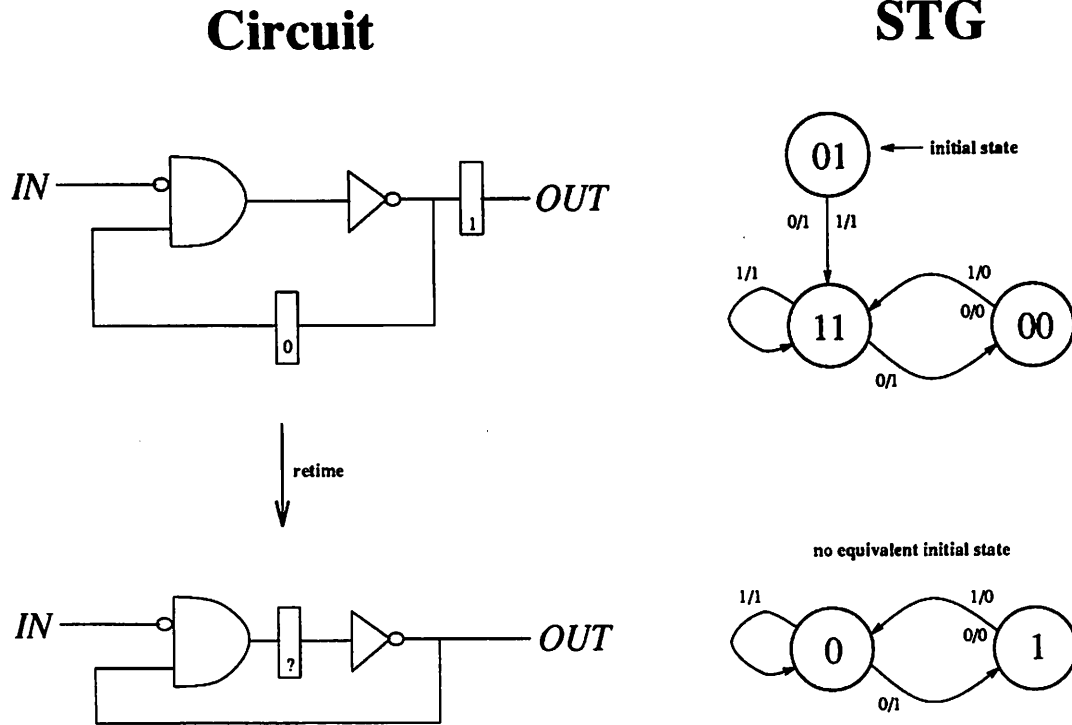 Circuit
STG
IN
OUT
1
0
01
initial state
0/1 1/1
1/1
11
1/0
0/0
00
0/1
retime
no equivalent initial state
IN
?
OUT
1/1
0
1/0
0/0
1
0/1